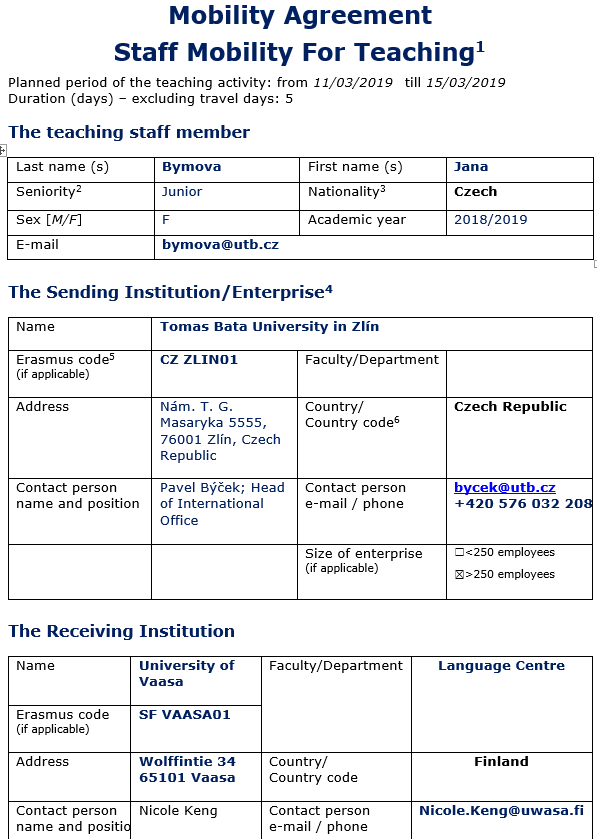 Mobility Agreement
Staff Mobility For Teaching1
Planned period of the teaching activity: from 11/03/2019 till 15/03/2019
Duration (days) – excluding travel days: 5
The teaching staff member
Last name (s) Bymova First name (s) Jana
Seniority2 Junior Nationality3 Czech
Sex [M/F] F Academic year 2018/2019
E-mail bymova@utb.cz
The Sending Institution/Enterprise4
Name Tomas Bata University in Zlín
Erasmus code5 CZ ZLIN01 Faculty/Department
(if applicable)
Address Nám. T. G. Country/ Czech Republic
Masaryka 5555, Country code6
76001 Zlín, Czech
Republic
Contact person Pavel Býček; Head Contact person bycek@utb.cz
name and position of International e-mail / phone +420 576 032 208
Office
Size of enterprise ☐<250 employees
(if applicable) ☒>250 employees
The Receiving Institution
Name University of Faculty/Department Language Centre
Vaasa
Erasmus code SF VAASA01
(if applicable)
Address Wolffintie 34 Country/ Finland
65101 Vaasa Country code
Contact person Nicole Keng Contact person Nicole.Keng@uwasa.fi
name and positio e-mail / phone